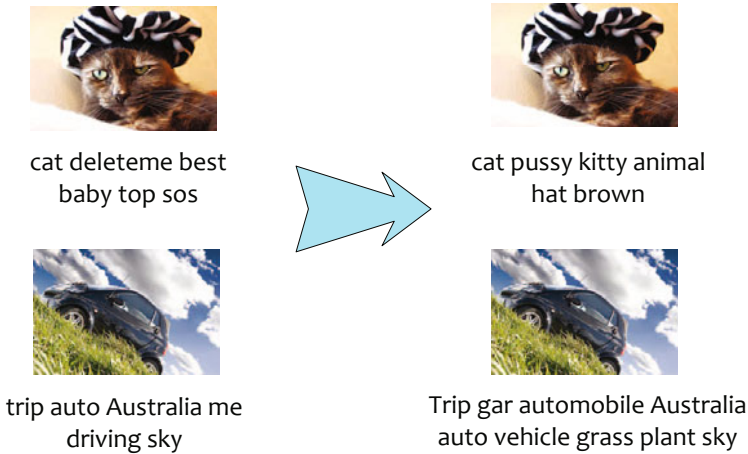 cat deleteme best
baby top sos
cat pussy kitty animal
hat brown
trip auto Australia me
driving sky
Trip gar automobile Australia
auto vehicle grass plant sky